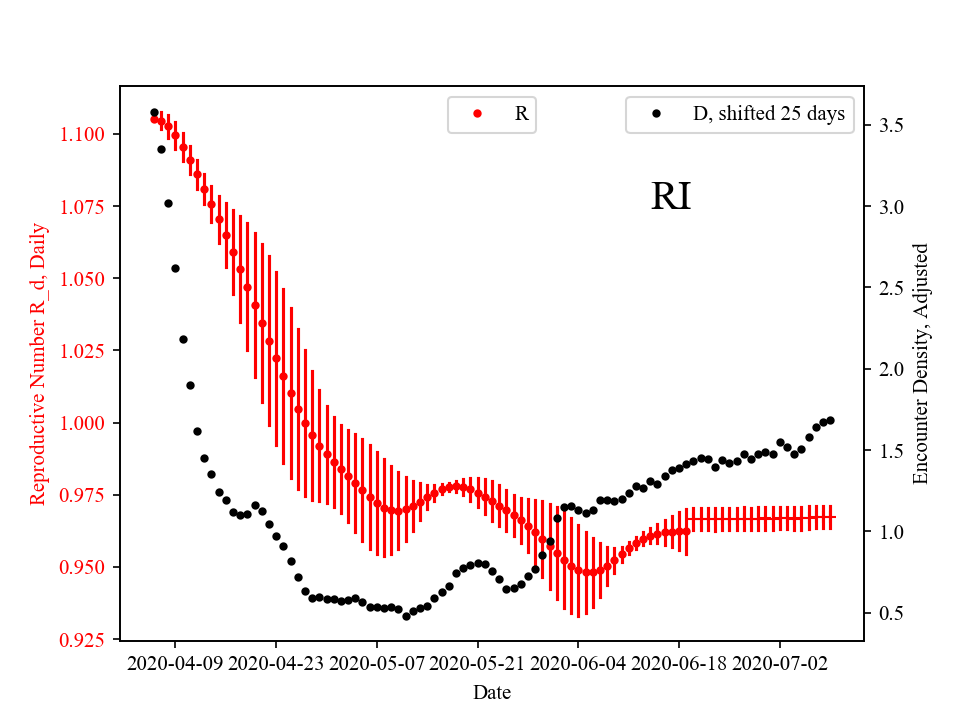 R
D, shifted 25 days
RI
1.100
1.075
1.050
1.025
1.000
0.975
0.950
0.925
Reproductive Number R_d, Daily
3.5
3.0
2.5
2.0
1.5
1.0
0.5
Encounter Density, Adjusted
2020-04-09 2020-04-23 2020-05-07 2020-05-21 2020-06-04 2020-06-18 2020-07-02
Date